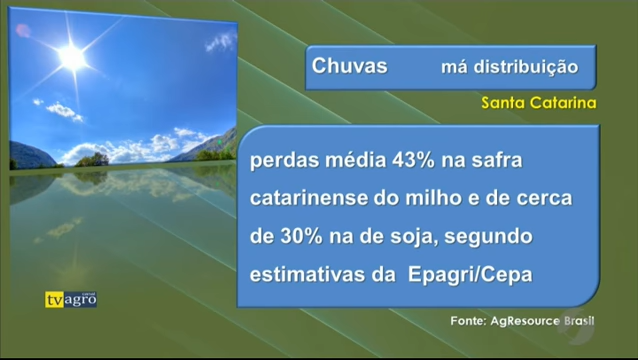 Chuvas má distribuição
Santa Catarina
perdas média 43% na safra
catarinense do milho e de cerca
de 30% na de soja, segundo
estimativas da Epagri/Cepa
tvagro
Fonte: AgResource Brasil